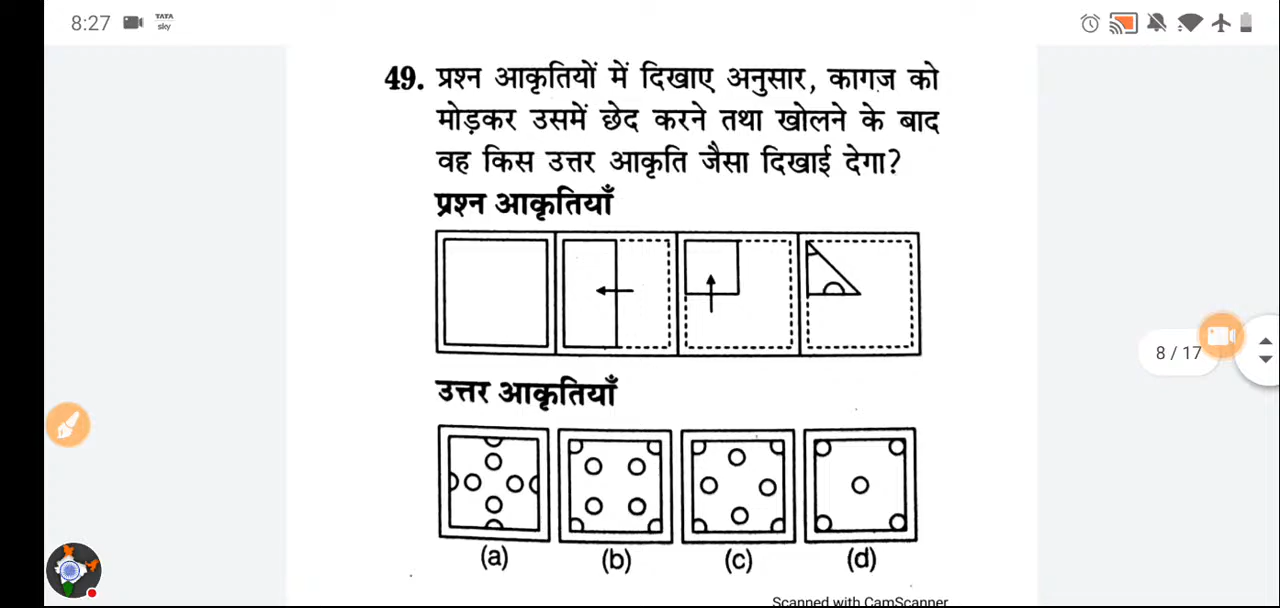 8:27 TATA sky
49. प्रश्न आकृतियों में दिखाए अनुसार, कागज को
मोड़कर उसमें छेद करने तथा खोलने के बाद
वह किस उत्तर आकृति जैसा दिखाई देगा?
प्रश्न आकृतियाँ
8 / 17
उत्तर आकृतियाँ
(a) (b) (c) (d)
Scanned with CamScanner